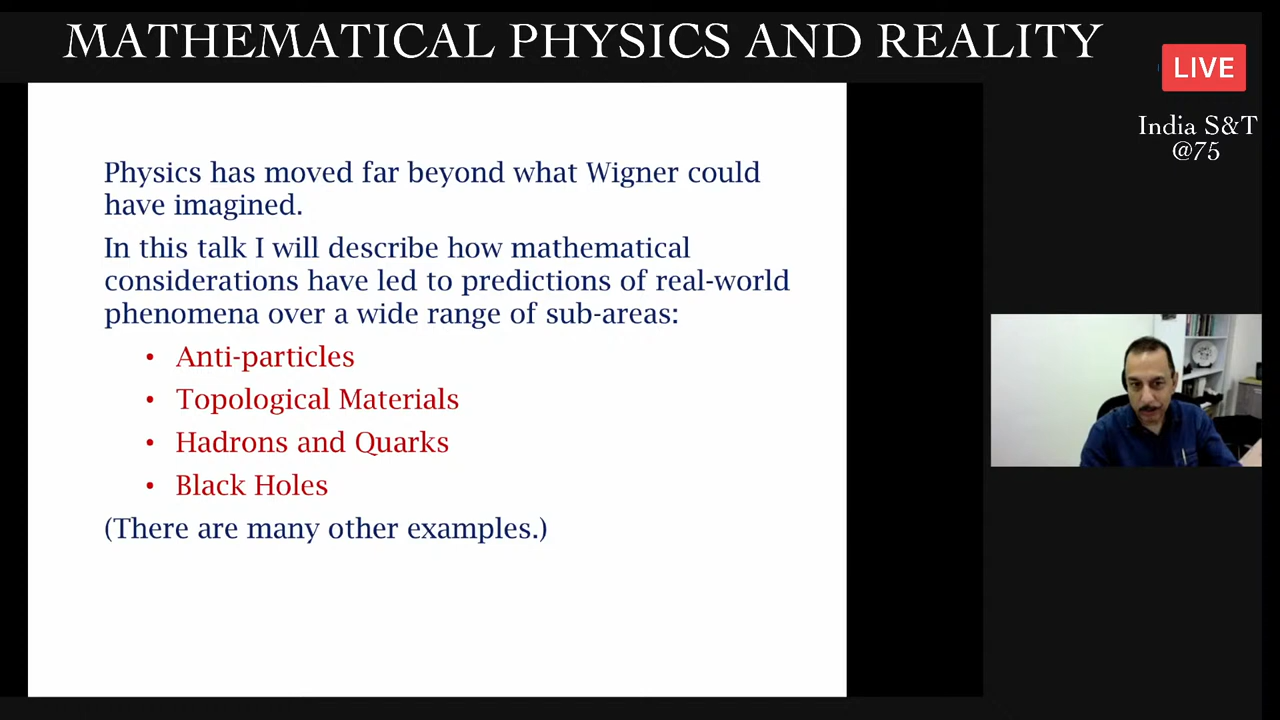 MATHEMATICAL PHYSICS AND REALITY
LIVE
India S&T
@75
Physics has moved far beyond what Wigner could
have imagined.
In this talk I will describe how mathematical
considerations have led to predictions of real-world
phenomena over a wide range of sub-areas:
• Anti-particles
• Topological Materials
• Hadrons and Quarks
• Black Holes
(There are many other examples.)